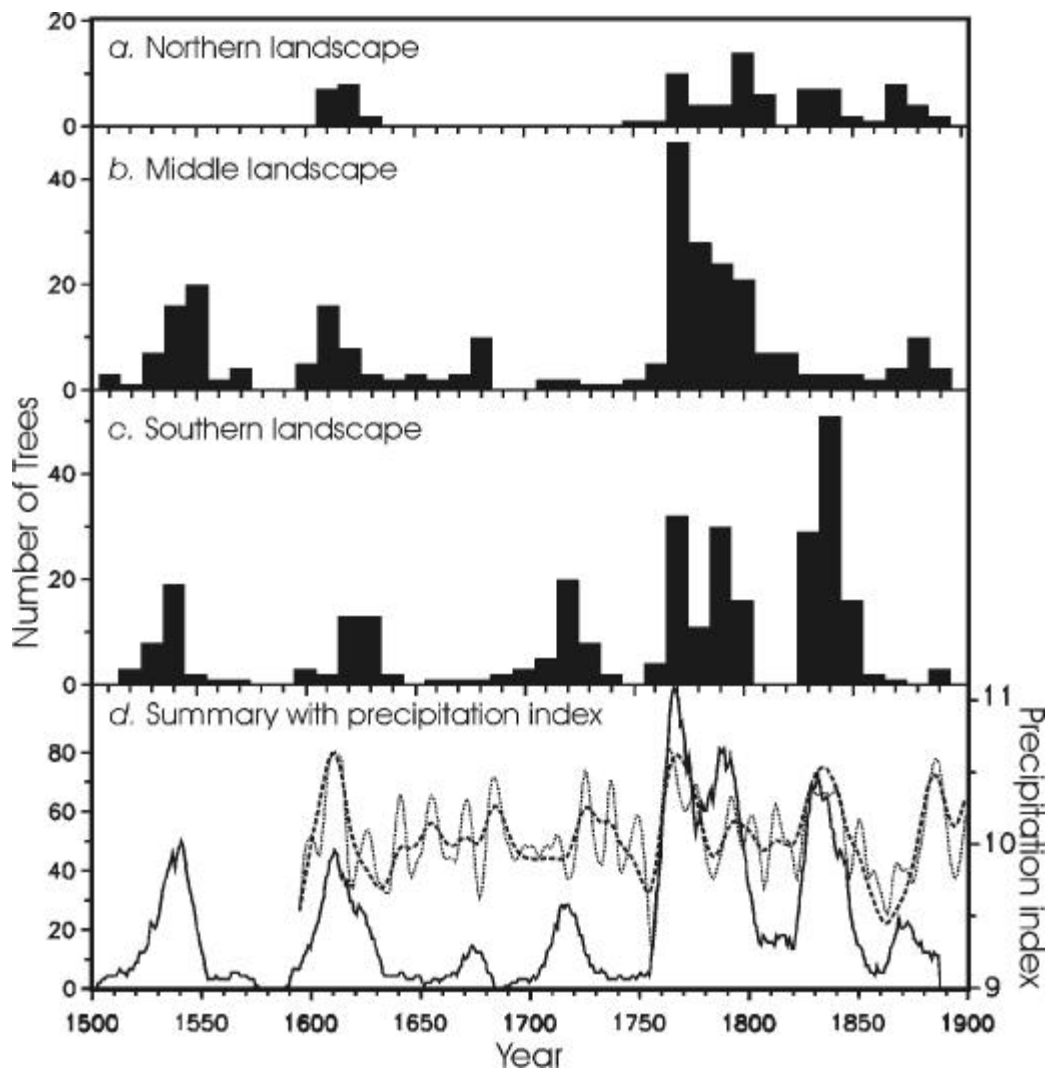 20
a. Northern landscape
0
b. Middle landscape
40
20
0
c. Southern landscape
40
20
0
d. Summary with precipitation index
11
80
60
10
40
20
0
9
1500 1550 1600 1650 1700 1750 1800 1850 1900
Year
Number of Trees
Precipitation index